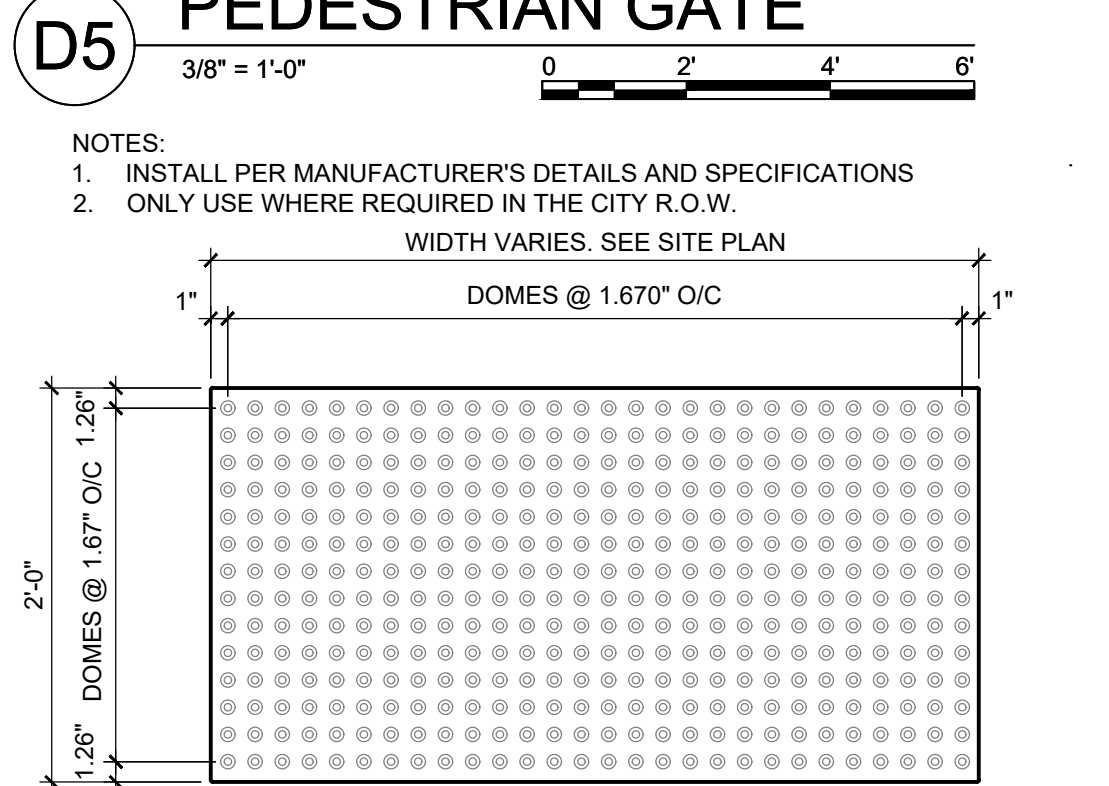 PEDESTRIAN GATE
D5
3/8" = 1'-0"
0 2' 4' 6'
NOTES:
1. INSTALL PER MANUFACTURER'S DETAILS AND SPECIFICATIONS
2. ONLY USE WHERE REQUIRED IN THE CITY R.O.W.
WIDTH VARIES. SEE SITE PLAN
1" DOMES @ 1.670" O/C 1"
1.26"
DOMES @ 1.67" O/C
2'-0"
1.26"